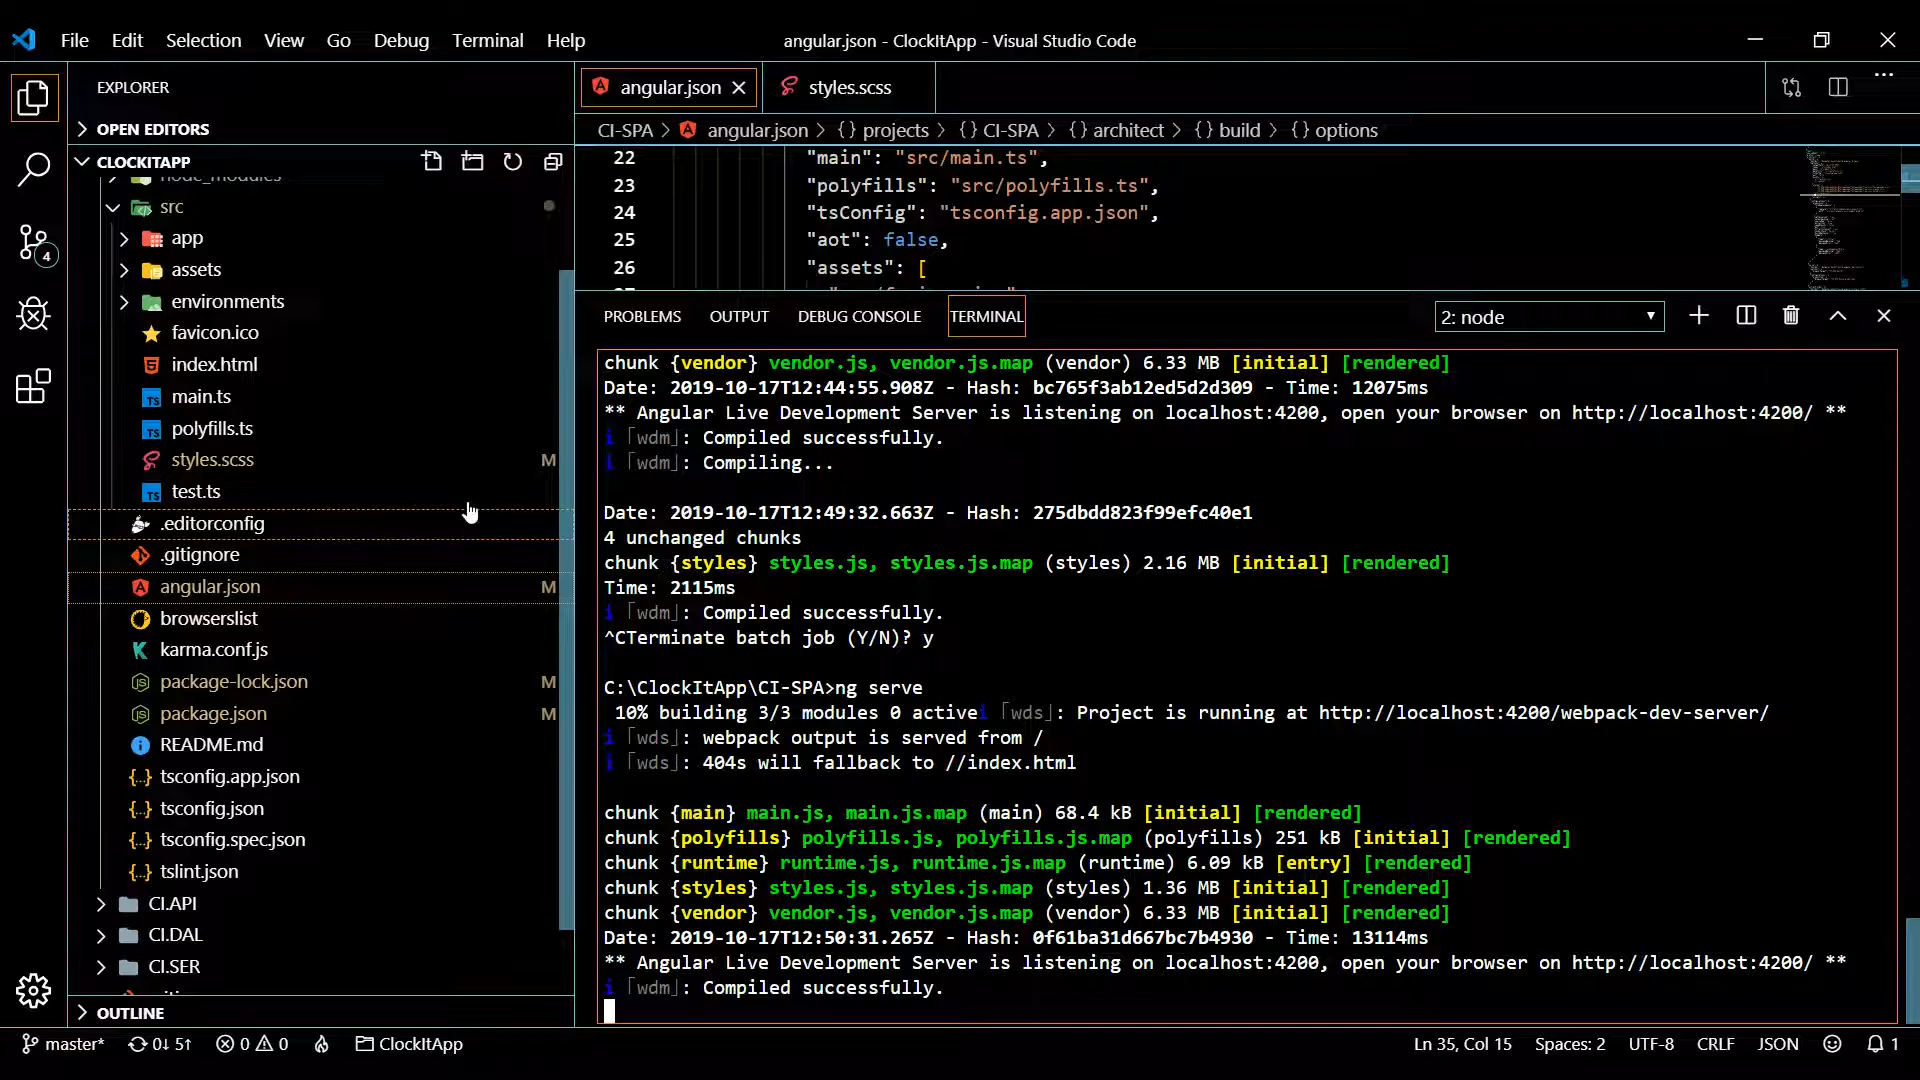 File Edit Selection View Go Debug Terminal Help
angular.json - ClockItApp - Visual Studio Code
EXPLORER
OPEN EDITORS
CLOCKITAPP
node_modules
src
app
assets
environments
favicon.ico
index.html
main.ts
polyfills.ts
styles.scss M
test.ts
.editorconfig
.gitignore
angular.json M
browserslist
karma.conf.js
package-lock.json M
package.json M
README.md
tsconfig.app.json
tsconfig.json
tsconfig.spec.json
tslint.json
CI.API
CI.DAL
CI.SER
OUTLINE
4
angular.json styles.scss
CI-SPA > angular.json > {} projects > {} CI-SPA > {} architect > {} build > {} options
22 "main": "src/main.ts",
23 "polyfills": "src/polyfills.ts",
24 "tsConfig": "tsconfig.app.json",
25 "aot": false,
26 "assets": [
PROBLEMS OUTPUT DEBUG CONSOLE TERMINAL 2: node
chunk {vendor} vendor.js, vendor.js.map (vendor) 6.33 MB [initial] [rendered]
Date: 2019-10-17T12:44:55.908Z - Hash: bc765f3ab12ed5d2d309 - Time: 12075ms
** Angular Live Development Server is listening on localhost:4200, open your browser on http://localhost:4200/ **
i ｢wdm｣: Compiled successfully.
i ｢wdm｣: Compiling...
Date: 2019-10-17T12:49:32.663Z - Hash: 275dbdd823f99efc40e1
4 unchanged chunks
chunk {styles} styles.js, styles.js.map (styles) 2.16 MB [initial] [rendered]
Time: 2115ms
i ｢wdm｣: Compiled successfully.
^CTerminate batch job (Y/N)? y
C:\ClockItApp\CI-SPA>ng serve
10% building 3/3 modules 0 activei ｢wds｣: Project is running at http://localhost:4200/webpack-dev-server/
i ｢wds｣: webpack output is served from /
i ｢wds｣: 404s will fallback to //index.html
chunk {main} main.js, main.js.map (main) 68.4 kB [initial] [rendered]
chunk {polyfills} polyfills.js, polyfills.js.map (polyfills) 251 kB [initial] [rendered]
chunk {runtime} runtime.js, runtime.js.map (runtime) 6.09 kB [entry] [rendered]
chunk {styles} styles.js, styles.js.map (styles) 1.36 MB [initial] [rendered]
chunk {vendor} vendor.js, vendor.js.map (vendor) 6.33 MB [initial] [rendered]
Date: 2019-10-17T12:50:31.265Z - Hash: 0f61ba31d667bc7b4930 - Time: 13114ms
** Angular Live Development Server is listening on localhost:4200, open your browser on http://localhost:4200/ **
i ｢wdm｣: Compiled successfully.
master* 0↓ 5↑ 0 0 ClockItApp Ln 35, Col 15 Spaces: 2 UTF-8 CRLF JSON 1